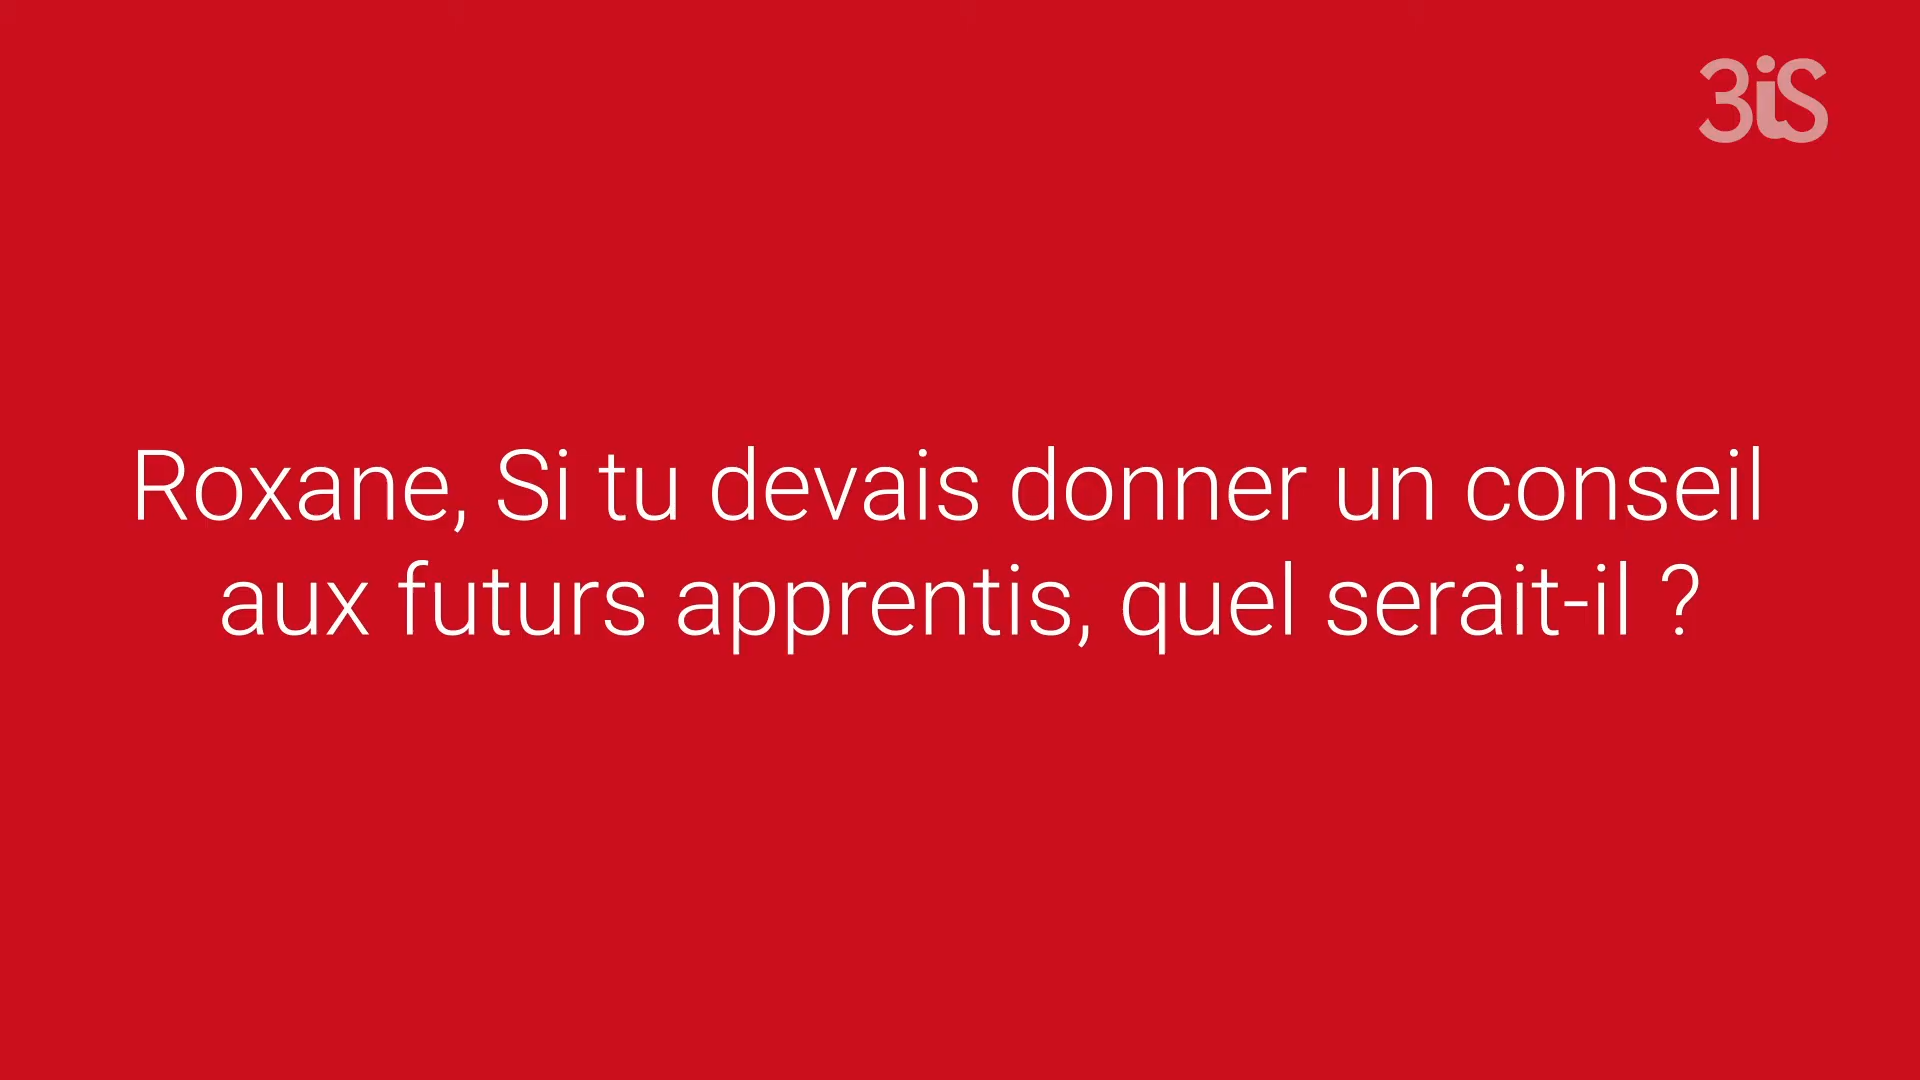 3iS
Roxane, Si tu devais donner un conseil
aux futurs apprentis, quel serait-il ?